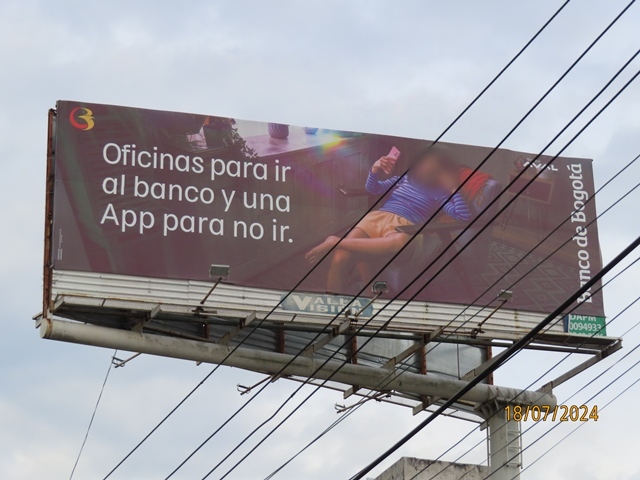 Oficinas para ir
al banco y una
App para no ir.
AVAL
Banco de Bogotá
VALLA
DAPM
0094933
18/07/2024